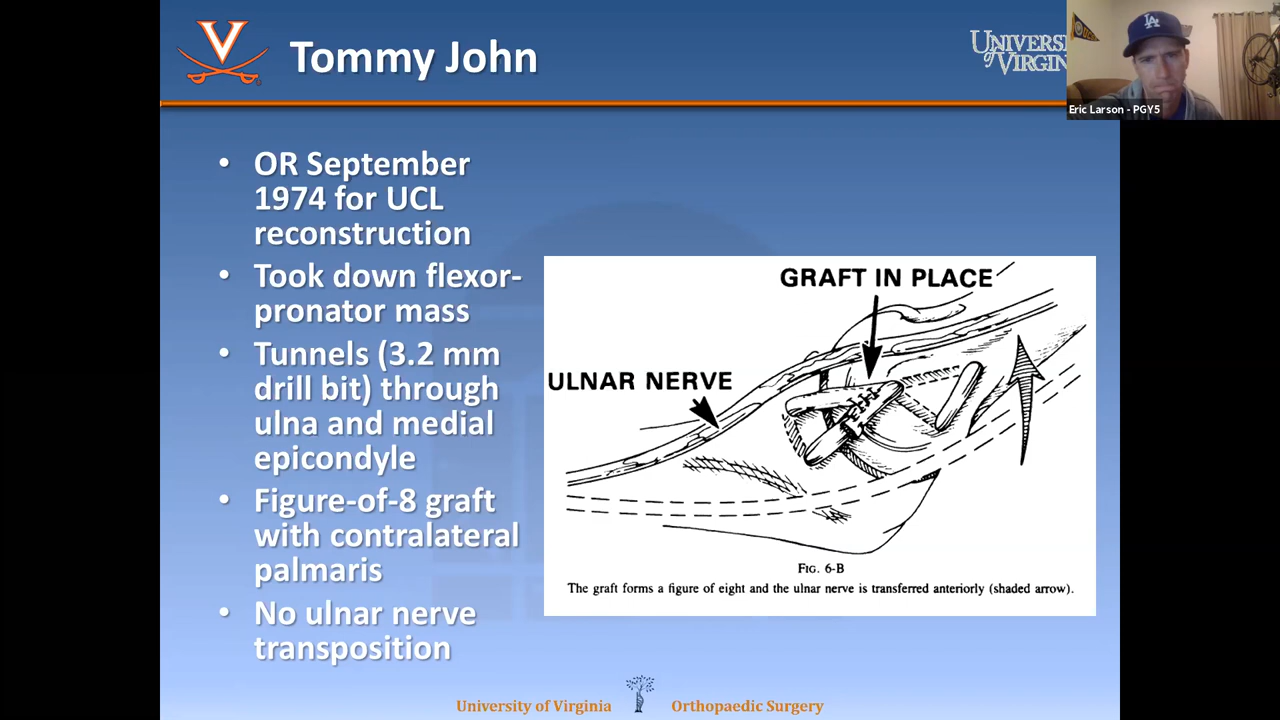 Tommy John
UNIVERSI
of VIRGIN
Eric Larson - PGY5
• OR September
1974 for UCL
reconstruction
• Took down flexor-
pronator mass
• Tunnels (3.2 mm
drill bit) through
ulna and medial
epicondyle
• Figure-of-8 graft
with contralateral
palmaris
• No ulnar nerve
transposition
GRAFT IN PLACE
ULNAR NERVE
FIG. 6-B
The graft forms a figure of eight and the ulnar nerve is transferred anteriorly (shaded arrow).
University of Virginia Orthopaedic Surgery